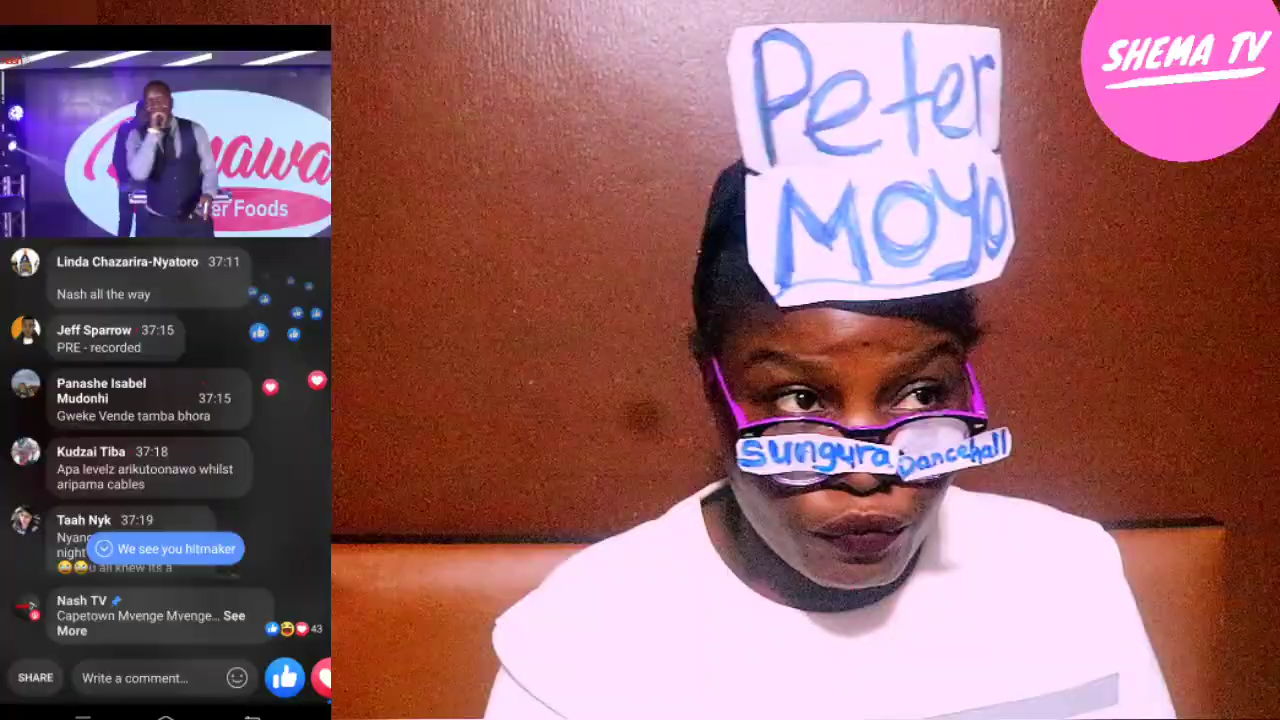 er Foods
Linda Chazarira-Nyatoro 37:11
Nash all the way
Jeff Sparrow 37:15
PRE - recorded
Panashe Isabel
Mudonhi 37:15
Gweke Vende tamba bhora
Kudzai Tiba 37:18
Apa levelz arikutoonawo whilst
aripama cables
Taah Nyk 37:19
night
We see you hitmaker
u all knew its a
Nash TV
Capetown Mvenge Mvenge... See
More
43
SHARE
Write a comment...
Peter
Moyo
Sungura Dancehall
SHEMA TV